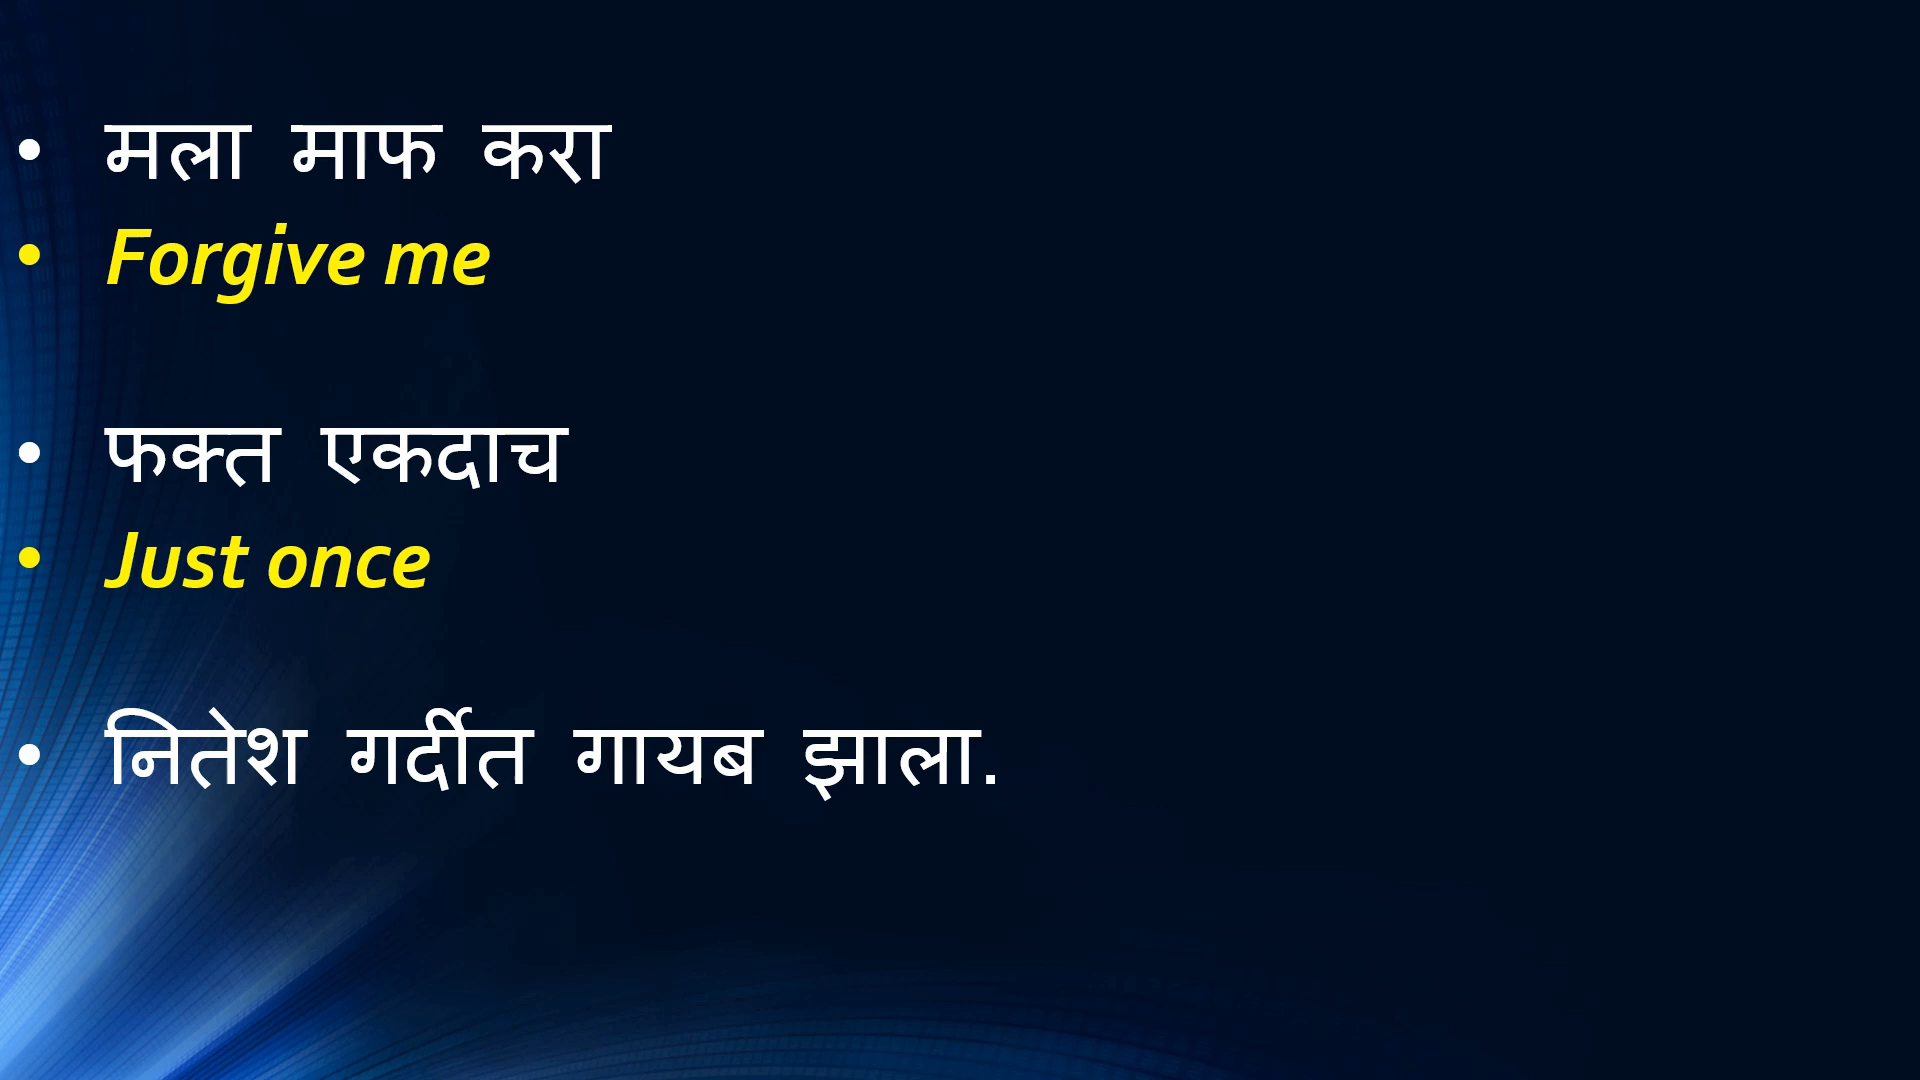 • मला माफ करा
• Forgive me
• फक्त एकदाच
• Just once
• नितेश गर्दीत गायब झाला.